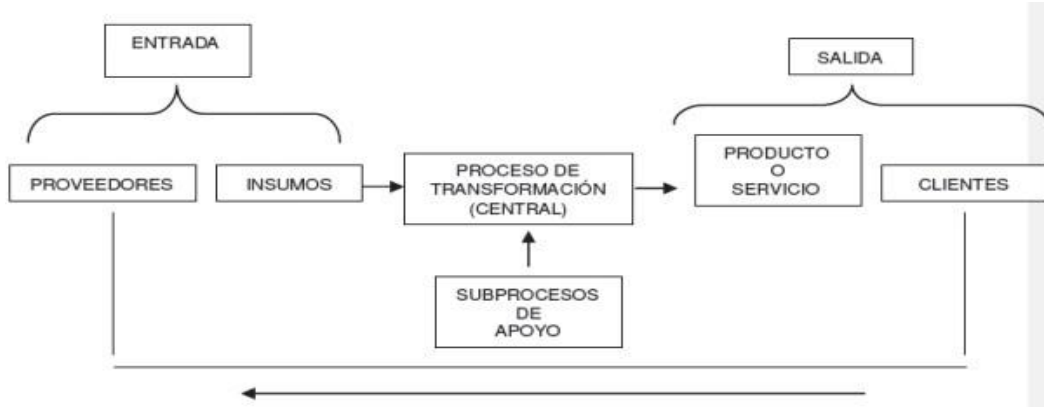 ENTRADA
SALIDA
PROVEEDORES
INSUMOS
PROCESO DE
TRANSFORMACIÓN
(CENTRAL)
PRODUCTO
O
SERVICIO
CLIENTES
SUBPROCESOS
DE
APOYO